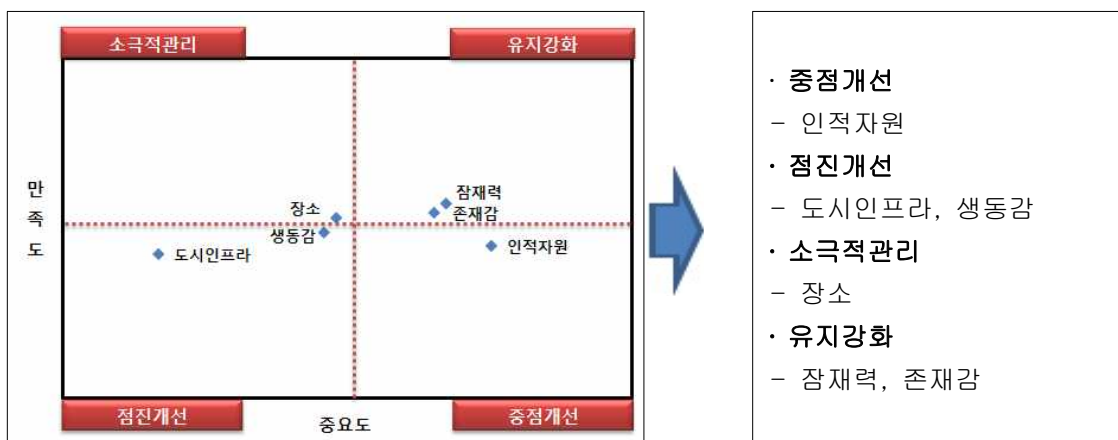 소극적관리
유지강화
만
족
도
잠재력
장소
존재감
생동감
인적자원
도시인프라
점진개선
중요도
중점개선
· 중점개선
- 인적자원
· 점진개선
- 도시인프라, 생동감
· 소극적관리
- 장소
· 유지강화
- 잠재력, 존재감